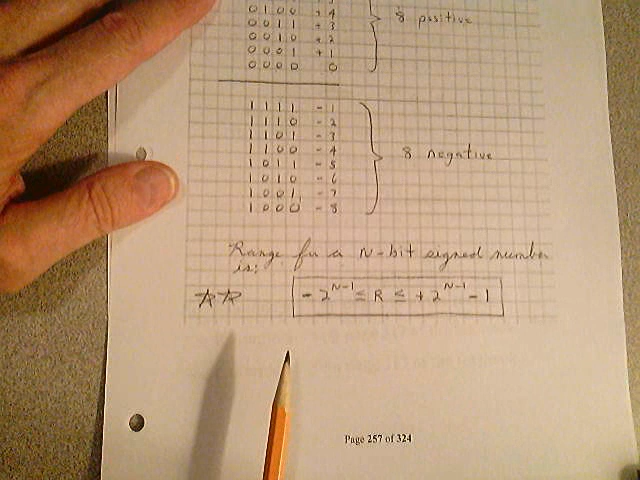 0100 +4
0011 +3
0010 +2
0001 +1
0000 0
8 positive
1111 -1
1110 -2
1101 -3
1100 -4
1011 -5
1010 -6
1001 -7
1000 -8
8 negative
Range for a N-bit signed number
is:
☆☆ -2^N-1 ≤ R ≤ +2^N-1 -1
Page 257 of 324